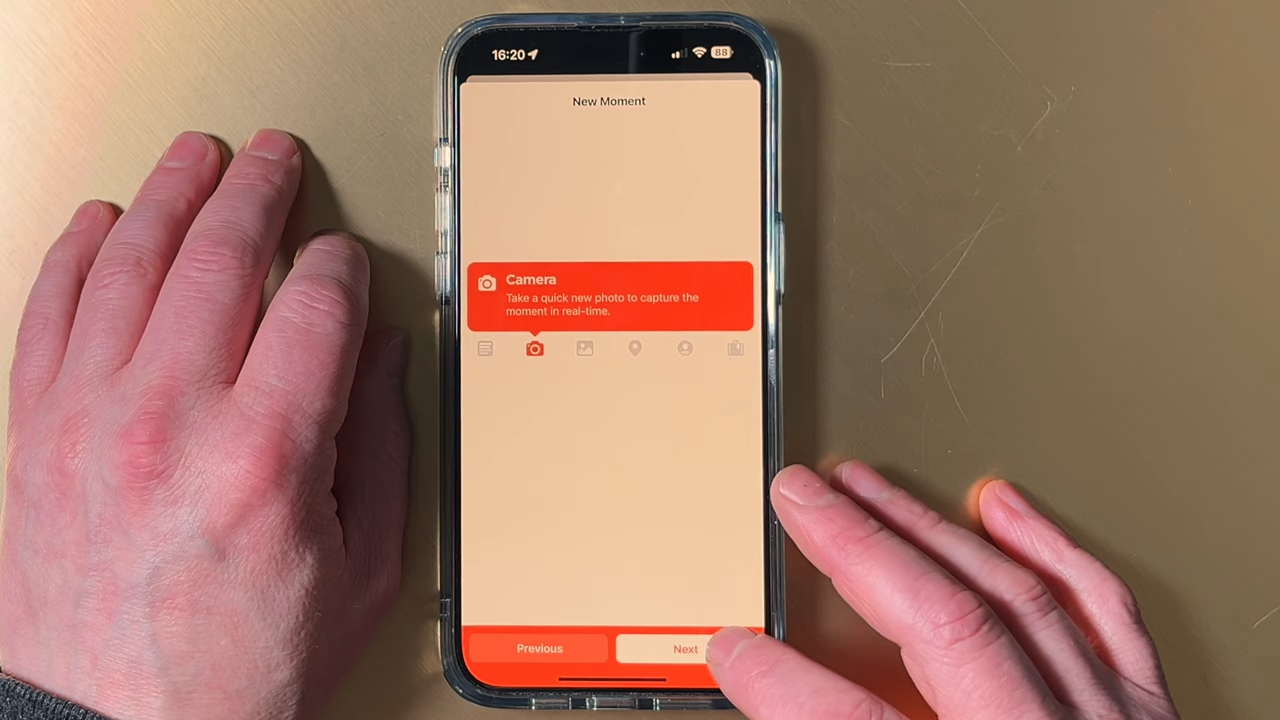 16:20
88
New Moment
Camera
Take a quick new photo to capture the
moment in real-time.
Previous
Next